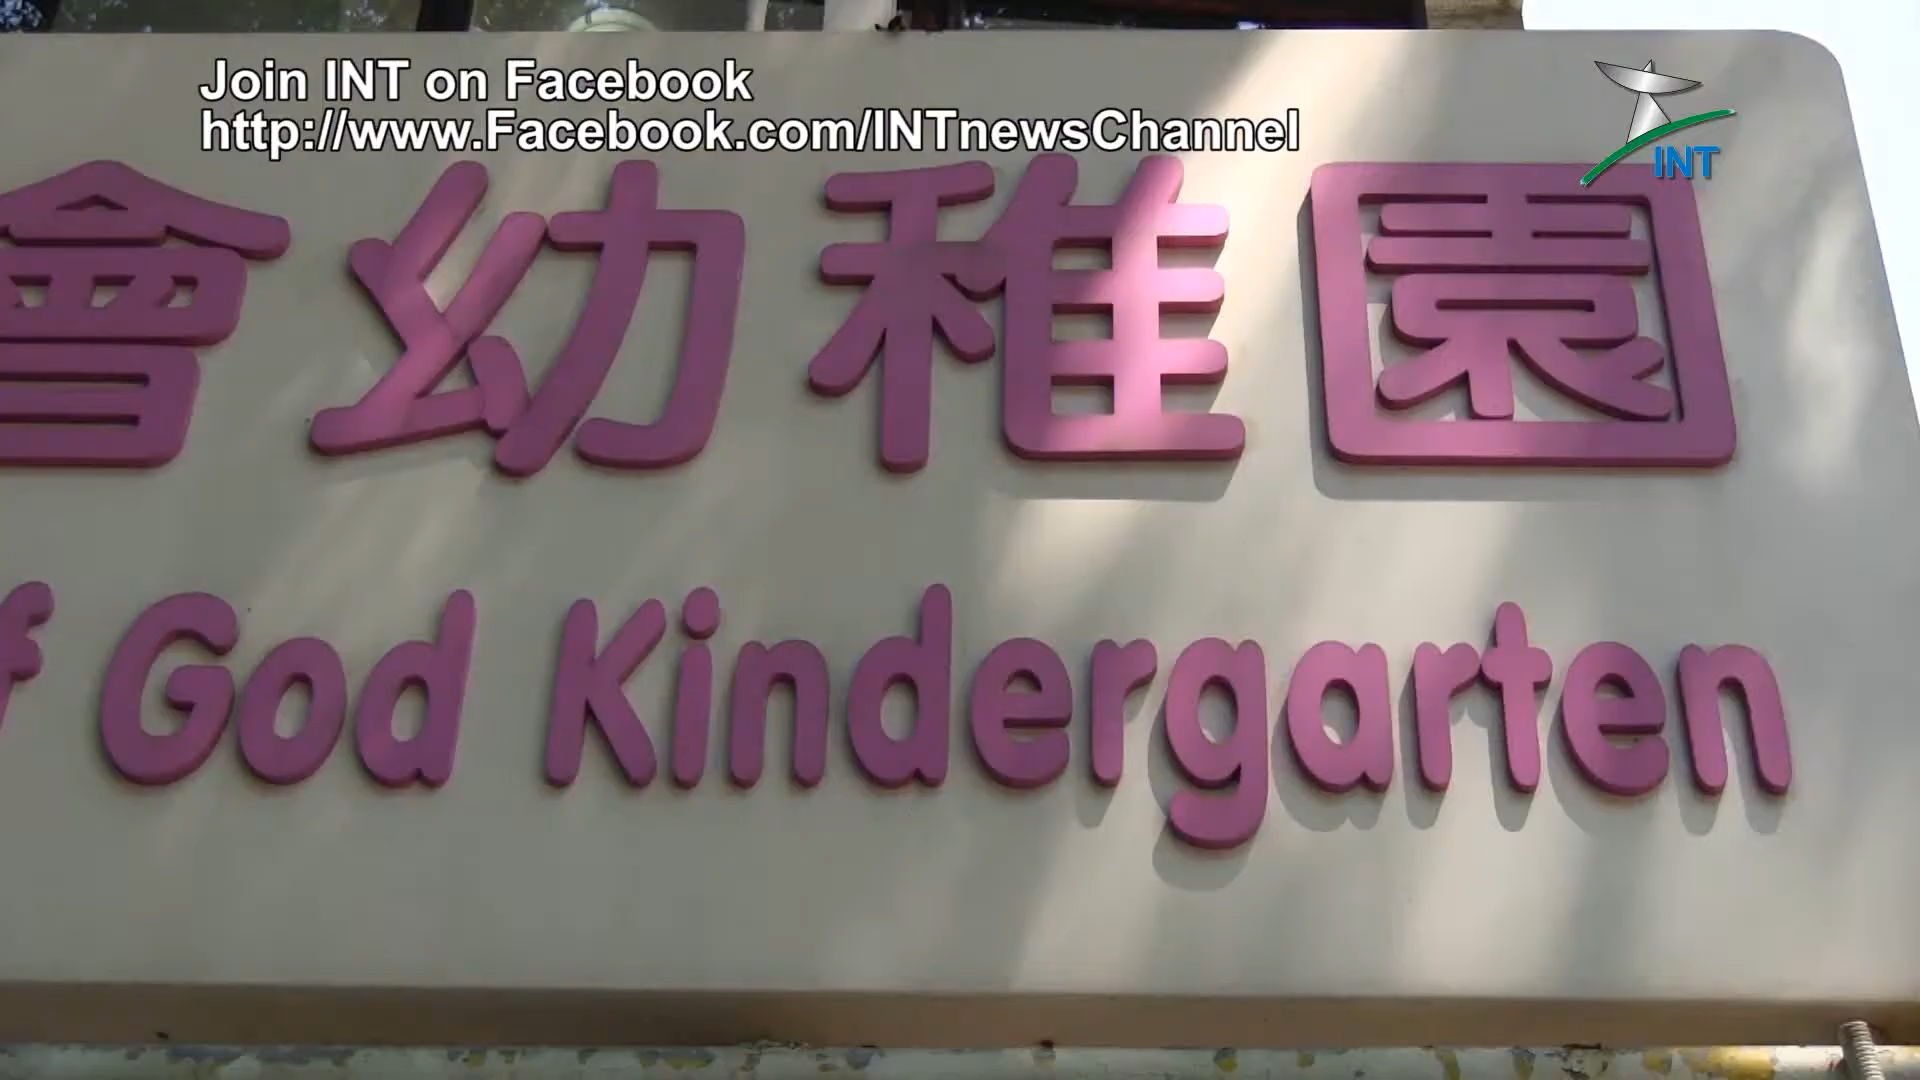 Join INT on Facebook
http://www.Facebook.com/INTnewsChannel
INT
會幼稚園
f God Kindergarten